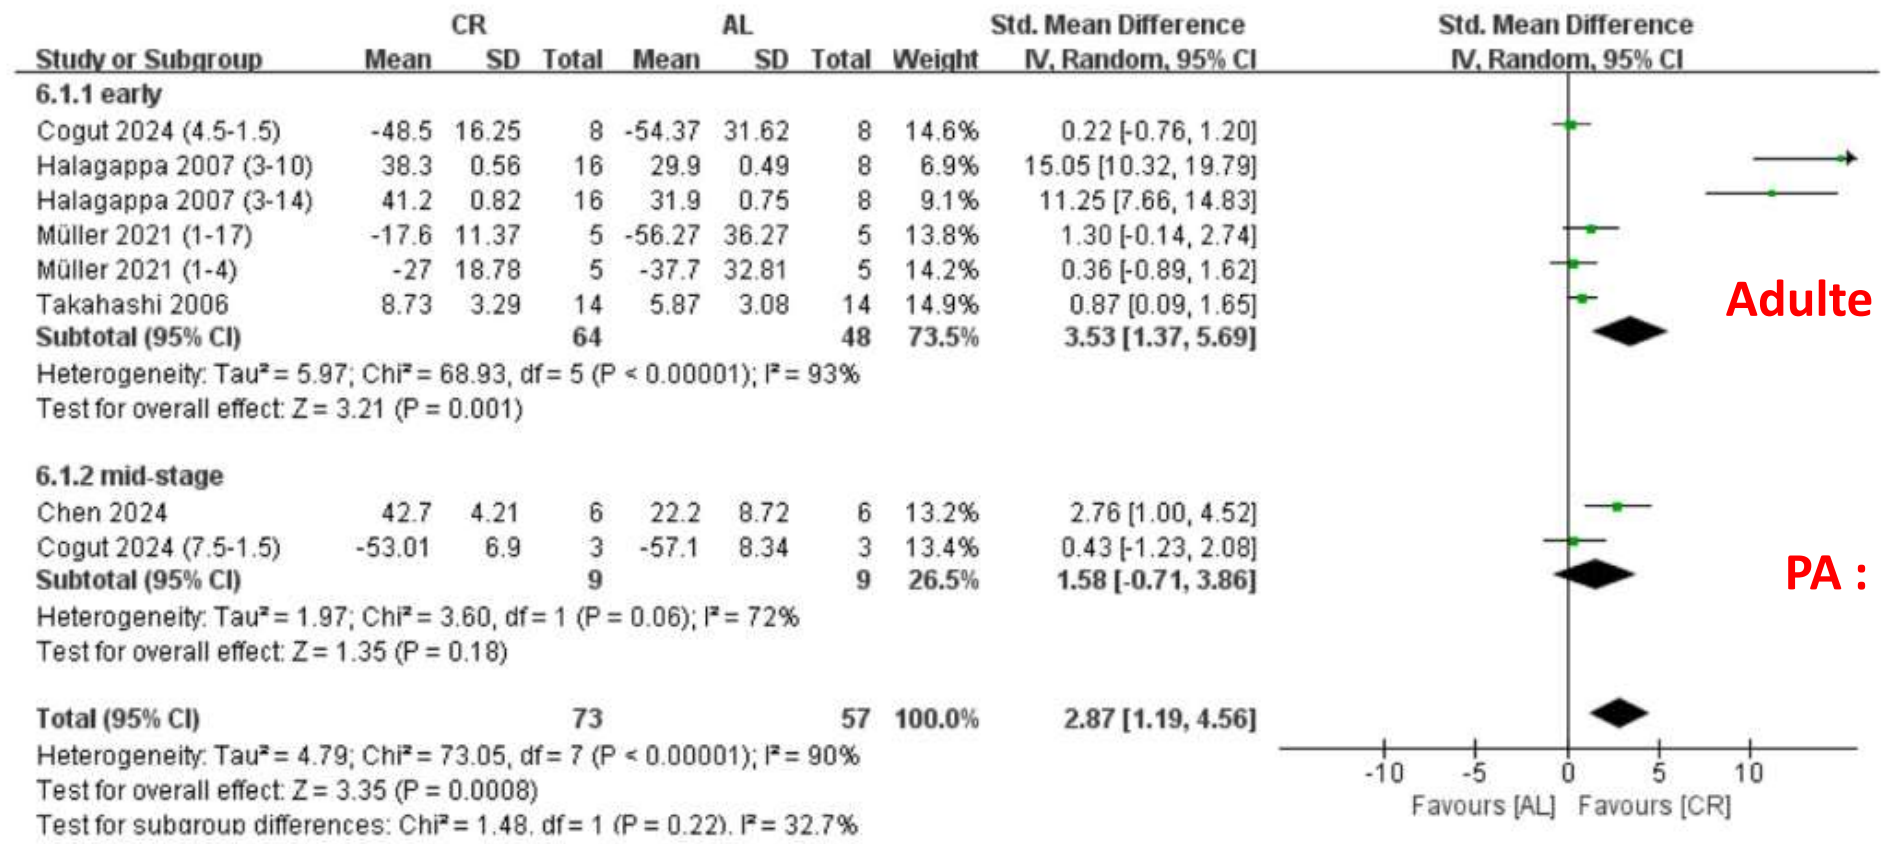 CR AL Std. Mean Difference Std. Mean Difference
Study or Subgroup Mean SD Total Mean SD Total Weight IV, Random, 95% CI IV, Random, 95% CI
6.1.1 early
Cogut 2024 (4.5-1.5) -48.5 16.25 8 -54.37 31.62 8 14.6% 0.22 [-0.76, 1.20]
Halagappa 2007 (3-10) 38.3 0.56 16 29.9 0.49 8 6.9% 15.05 [10.32, 19.79]
Halagappa 2007 (3-14) 41.2 0.82 16 31.9 0.75 8 9.1% 11.25 [7.66, 14.83]
Müller 2021 (1-17) -17.6 11.37 5 -56.27 36.27 5 13.8% 1.30 [-0.14, 2.74]
Müller 2021 (1-4) -27 18.78 5 -37.7 32.81 5 14.2% 0.36 [-0.89, 1.62]
Takahashi 2006 8.73 3.29 14 5.87 3.08 14 14.9% 0.87 [0.09, 1.65]
Adulte
Subtotal (95% CI) 64 48 73.5% 3.53 [1.37, 5.69]
Heterogeneity: Tau² = 5.97; Chi² = 68.93, df = 5 (P < 0.00001); I² = 93%
Test for overall effect: Z = 3.21 (P = 0.001)
6.1.2 mid-stage
Chen 2024 42.7 4.21 6 22.2 8.72 6 13.2% 2.76 [1.00, 4.52]
Cogut 2024 (7.5-1.5) -53.01 6.9 3 -57.1 8.34 3 13.4% 0.43 [-1.23, 2.08]
Subtotal (95% CI) 9 9 26.5% 1.58 [-0.71, 3.86]
PA :
Heterogeneity: Tau² = 1.97; Chi² = 3.60, df = 1 (P = 0.06); I² = 72%
Test for overall effect: Z = 1.35 (P = 0.18)
Total (95% CI) 73 57 100.0% 2.87 [1.19, 4.56]
Heterogeneity: Tau² = 4.79; Chi² = 73.05, df = 7 (P < 0.00001); I² = 90%
-10 -5 0 5 10
Test for overall effect: Z = 3.35 (P = 0.0008)
Favours [AL] Favours [CR]
Test for subgroup differences: Chi² = 1.48, df = 1 (P = 0.22), I² = 32.7%